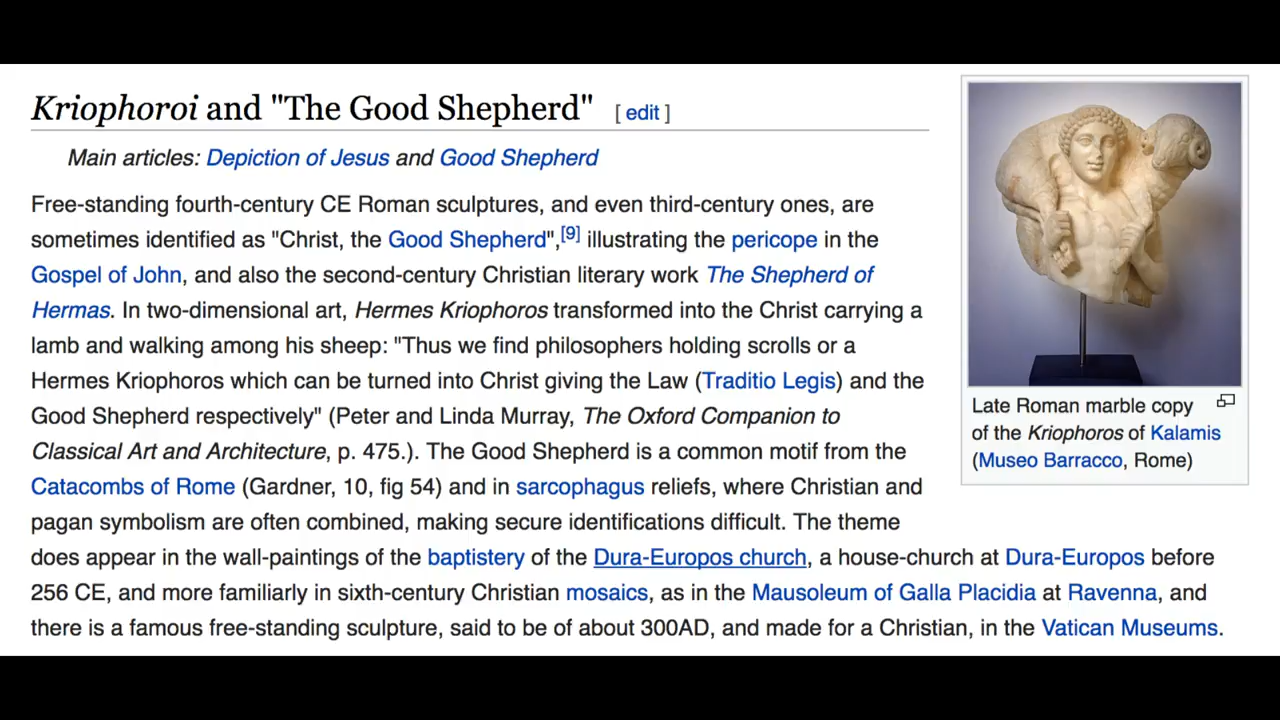 Kriophoroi and "The Good Shepherd" [ edit ]
Main articles: Depiction of Jesus and Good Shepherd
Free-standing fourth-century CE Roman sculptures, and even third-century ones, are
sometimes identified as "Christ, the Good Shepherd",[9] illustrating the pericope in the
Gospel of John, and also the second-century Christian literary work The Shepherd of
Hermas. In two-dimensional art, Hermes Kriophoros transformed into the Christ carrying a
lamb and walking among his sheep: "Thus we find philosophers holding scrolls or a
Hermes Kriophoros which can be turned into Christ giving the Law (Traditio Legis) and the
Good Shepherd respectively" (Peter and Linda Murray, The Oxford Companion to
Classical Art and Architecture, p. 475.). The Good Shepherd is a common motif from the
Catacombs of Rome (Gardner, 10, fig 54) and in sarcophagus reliefs, where Christian and
pagan symbolism are often combined, making secure identifications difficult. The theme
does appear in the wall-paintings of the baptistery of the Dura-Europos church, a house-church at Dura-Europos before
256 CE, and more familiarly in sixth-century Christian mosaics, as in the Mausoleum of Galla Placidia at Ravenna, and
there is a famous free-standing sculpture, said to be of about 300AD, and made for a Christian, in the Vatican Museums.
Late Roman marble copy
of the Kriophoros of Kalamis
(Museo Barracco, Rome)